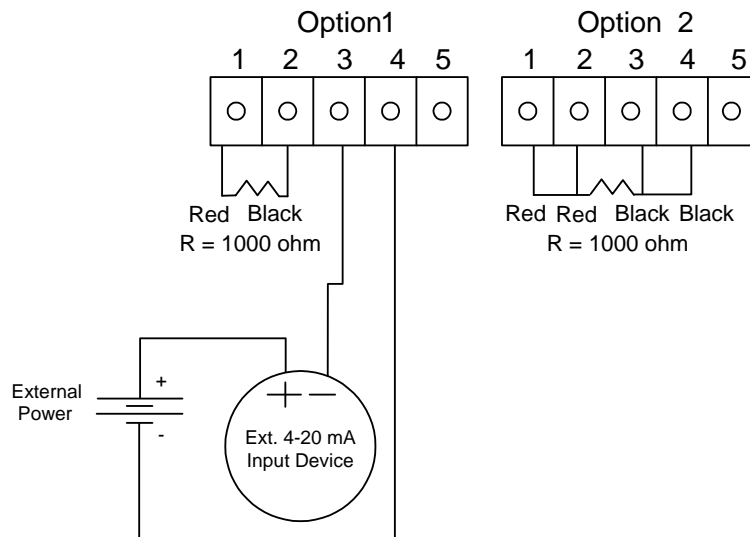 Option1
1 2 3 4 5
Red Black
R = 1000 ohm
Option 2
1 2 3 4 5
Red Red Black Black
R = 1000 ohm
External
Power
+
-
Ext. 4-20 mA
Input Device